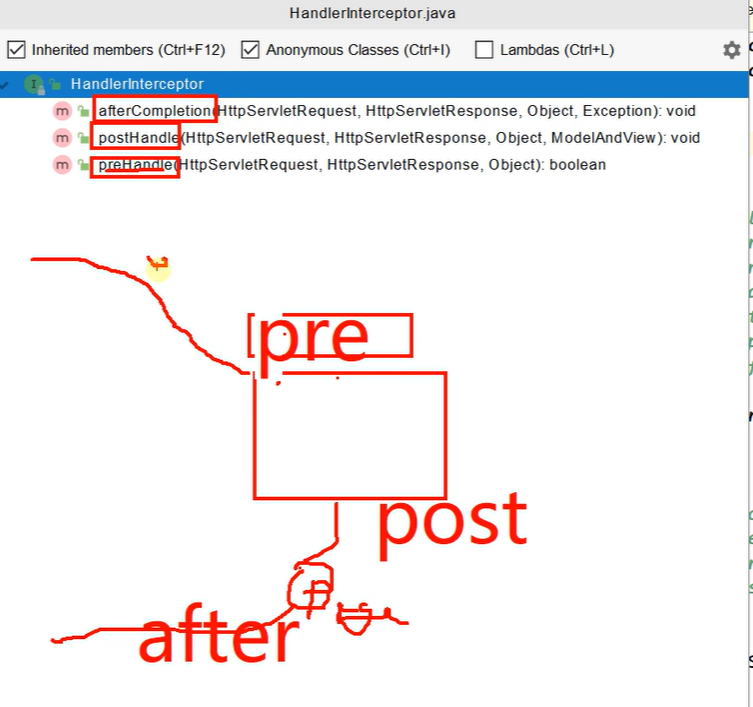 HandlerInterceptor.java
Inherited members (Ctrl+F12) Anonymous Classes (Ctrl+I) Lambdas (Ctrl+L)
I HandlerInterceptor
m afterCompletion(HttpServletRequest, HttpServletResponse, Object, Exception): void
m postHandle(HttpServletRequest, HttpServletResponse, Object, ModelAndView): void
m preHandle(HttpServletRequest, HttpServletResponse, Object): boolean
pre
post
after